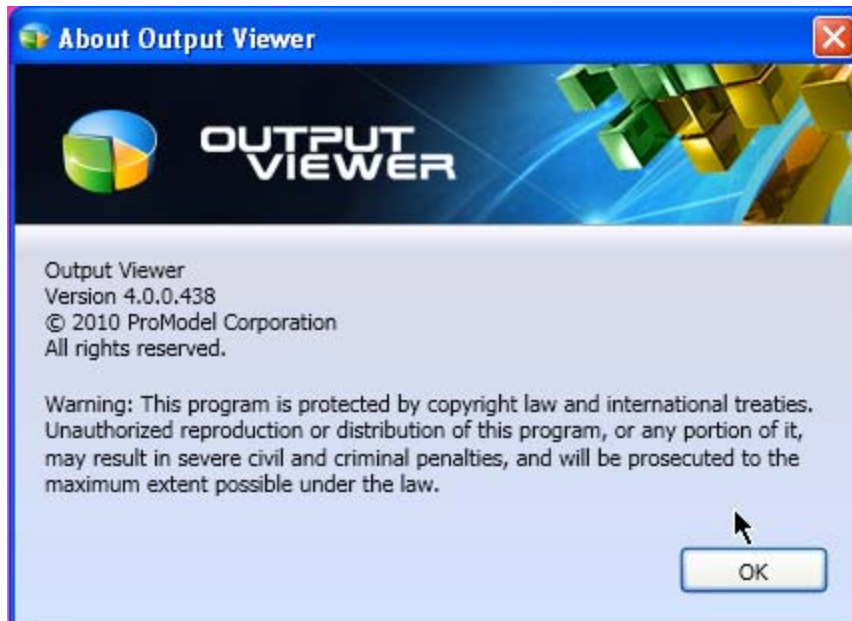 About Output Viewer
OUTPUT
VIEWER
Output Viewer
Version 4.0.0.438
© 2010 ProModel Corporation
All rights reserved.
Warning: This program is protected by copyright law and international treaties.
Unauthorized reproduction or distribution of this program, or any portion of it,
may result in severe civil and criminal penalties, and will be prosecuted to the
maximum extent possible under the law.
OK